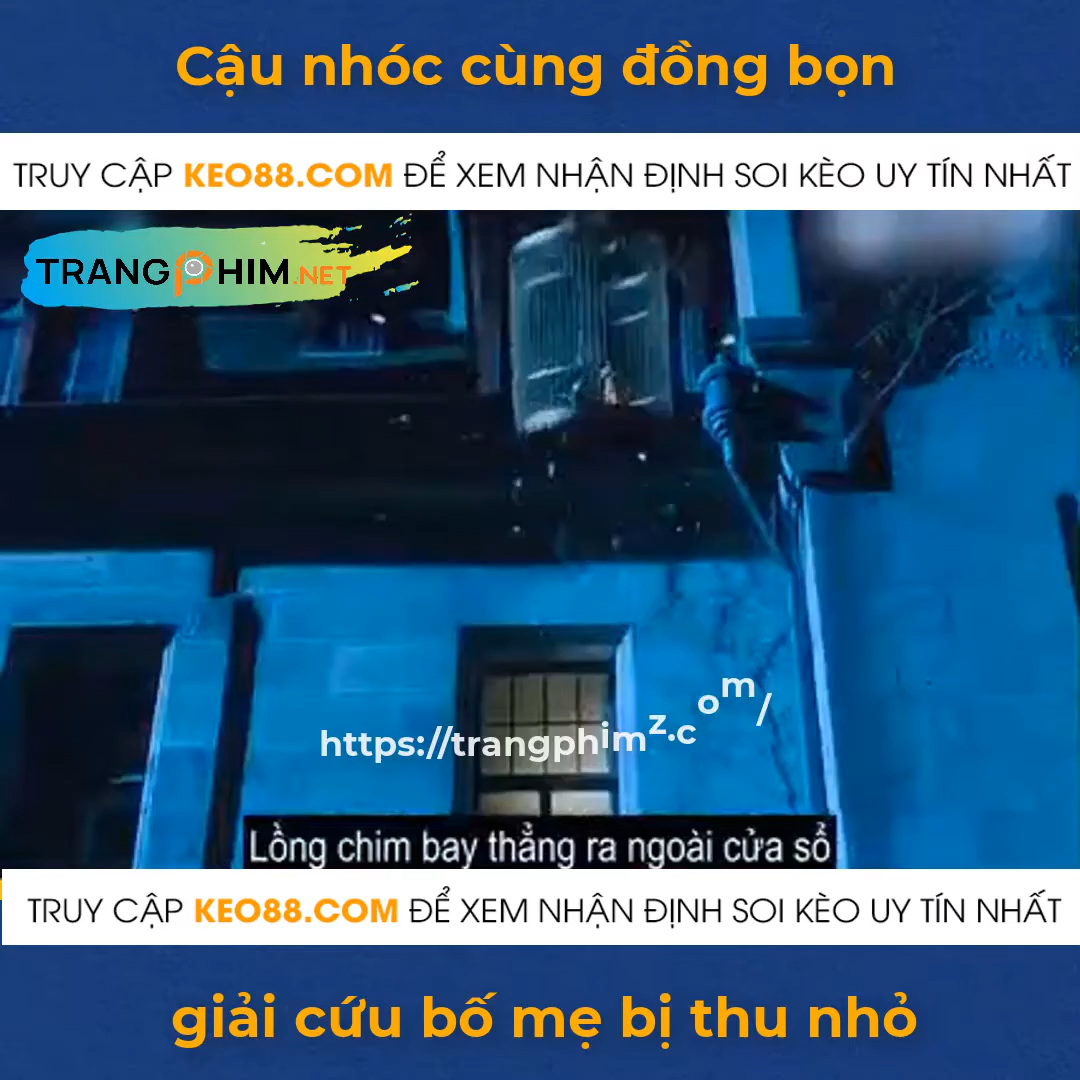 Cậu nhóc cùng đồng bọn
TRUY CẬP KEO88.COM ĐỂ XEM NHẬN ĐỊNH SOI KÈO UY TÍN NHẤT
TRANGPHIM.NET
https://trangphimz.com/
Lồng chim bay thẳng ra ngoài cửa sổ
TRUY CẬP KEO88.COM ĐỂ XEM NHẬN ĐỊNH SOI KÈO UY TÍN NHẤT
giải cứu bố mẹ bị thu nhỏ